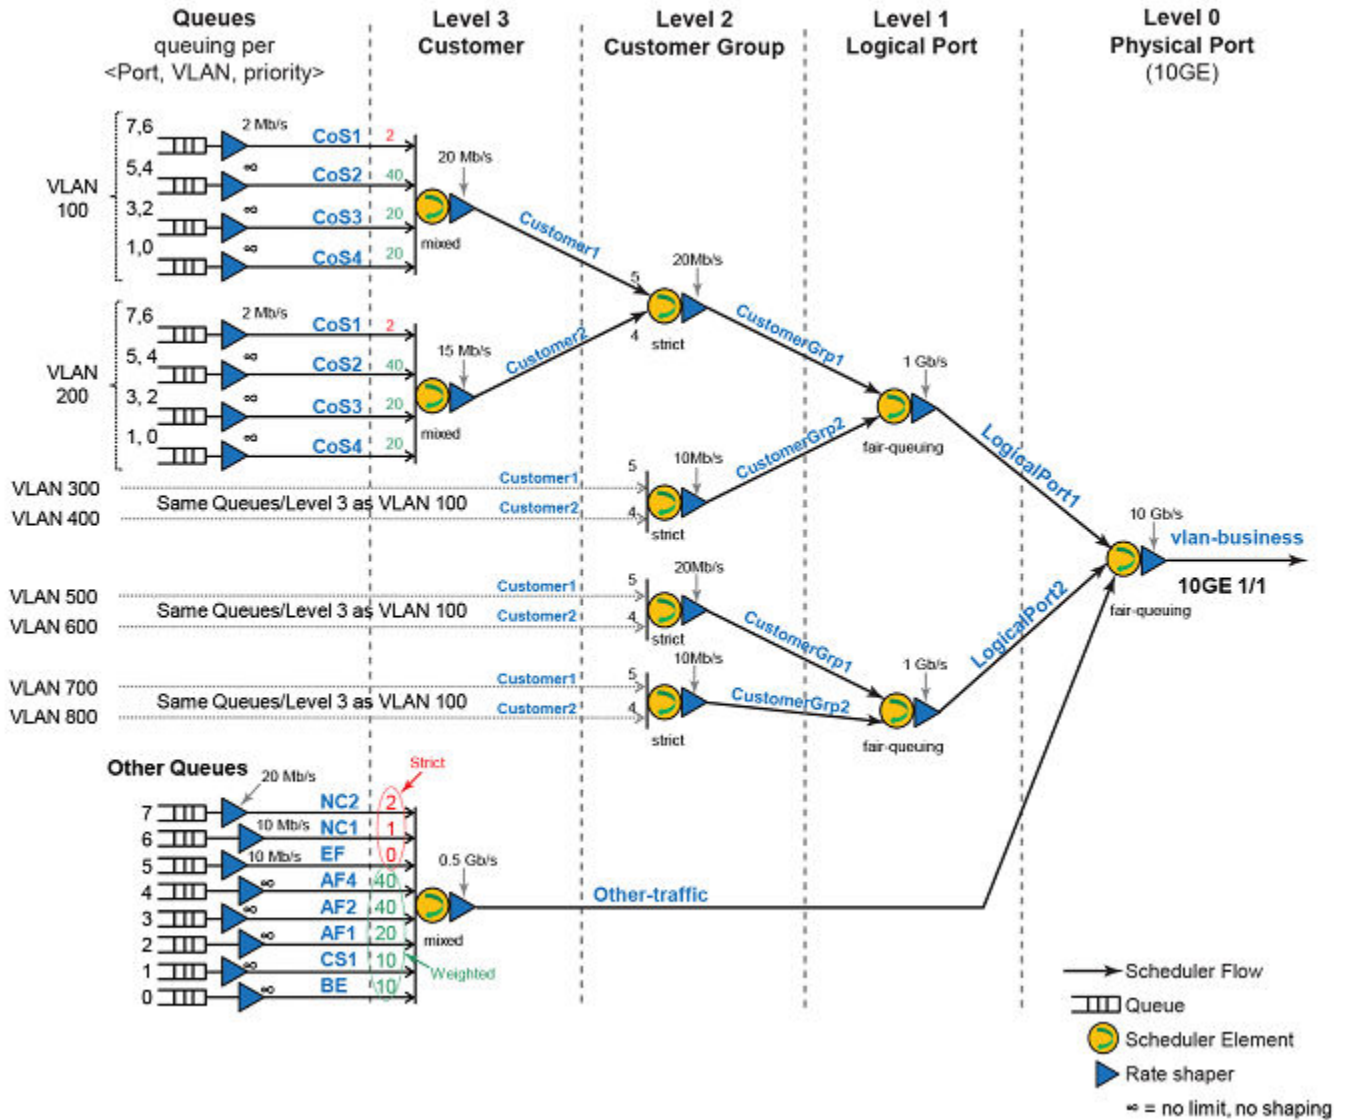 Queues
queuing per
<Port, VLAN, priority>
Level 3
Customer
Level 2
Customer Group
Level 1
Logical Port
Level 0
Physical Port
(10GE)
VLAN
100
7,6
2 Mb/s
CoS1
2
5,4
∞
CoS2
40
3,2
∞
CoS3
20
1,0
∞
CoS4
20
20 Mb/s
mixed
Customer1
VLAN
200
7,6
2 Mb/s
CoS1
2
5, 4
∞
CoS2
40
3, 2
∞
CoS3
20
1, 0
∞
CoS4
20
15 Mb/s
mixed
Customer2
5
4
20Mb/s
strict
CustomerGrp1
VLAN 300
VLAN 400
Same Queues/Level 3 as VLAN 100
Customer1
Customer2
5
4
10Mb/s
strict
CustomerGrp2
1 Gb/s
fair-queuing
LogicalPort1
VLAN 500
VLAN 600
Same Queues/Level 3 as VLAN 100
Customer1
Customer2
5
4
20Mb/s
strict
CustomerGrp1
VLAN 700
VLAN 800
Same Queues/Level 3 as VLAN 100
Customer1
Customer2
5
4
10Mb/s
strict
CustomerGrp2
1 Gb/s
fair-queuing
LogicalPort2
10 Gb/s
vlan-business
10GE 1/1
fair-queuing
Other Queues
Strict
7
20 Mb/s
NC2
2
6
10 Mb/s
NC1
1
5
10 Mb/s
EF
0
4
∞
AF4
40
3
∞
AF2
40
2
∞
AF1
20
1
∞
CS1
10
0
∞
BE
10
Weighted
0.5 Gb/s
mixed
Other-traffic
Scheduler Flow
Queue
Scheduler Element
Rate shaper
∞ = no limit, no shaping